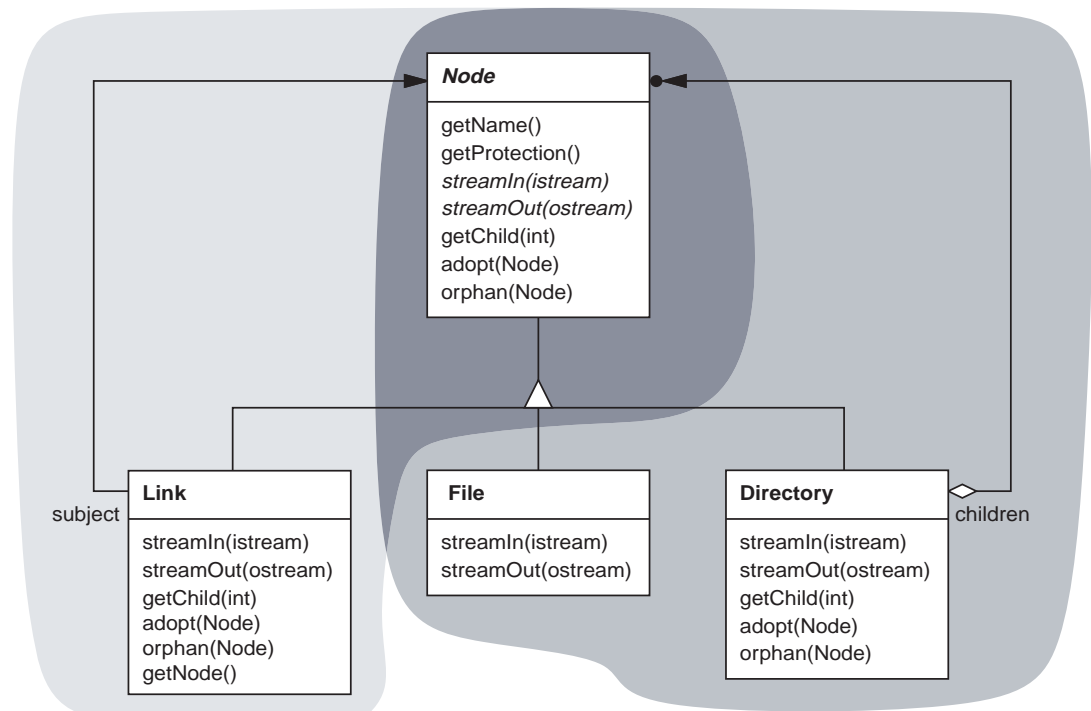 Node
getName()
getProtection()
streamIn(istream)
streamOut(ostream)
getChild(int)
adopt(Node)
orphan(Node)
subject
Link
streamIn(istream)
streamOut(ostream)
getChild(int)
adopt(Node)
orphan(Node)
getNode()
File
streamIn(istream)
streamOut(ostream)
Directory
streamIn(istream)
streamOut(ostream)
getChild(int)
adopt(Node)
orphan(Node)
children